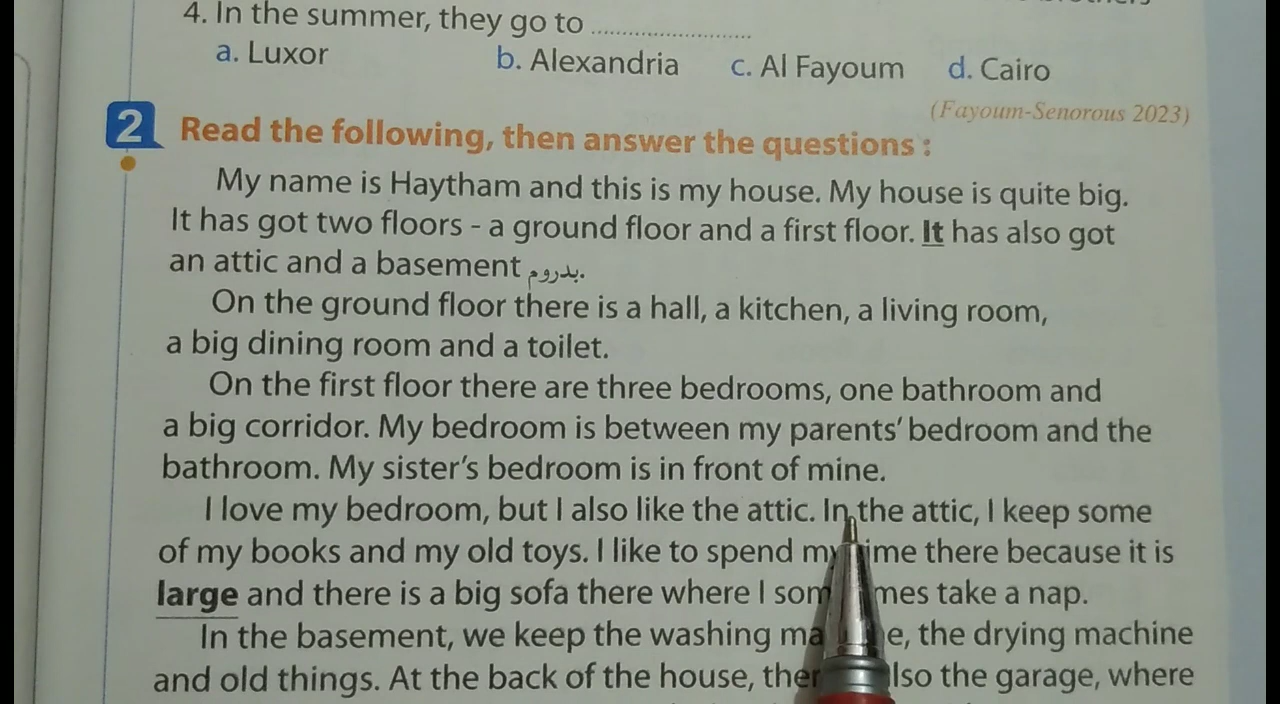 4. In the summer, they go to ..............................
a. Luxor b. Alexandria c. Al Fayoum d. Cairo
(Fayoum-Senorous 2023)
2 Read the following, then answer the questions :
My name is Haytham and this is my house. My house is quite big.
It has got two floors - a ground floor and a first floor. It has also got
an attic and a basement بدروم.
On the ground floor there is a hall, a kitchen, a living room,
a big dining room and a toilet.
On the first floor there are three bedrooms, one bathroom and
a big corridor. My bedroom is between my parents' bedroom and the
bathroom. My sister's bedroom is in front of mine.
I love my bedroom, but I also like the attic. In the attic, I keep some
of my books and my old toys. I like to spend my time there because it is
large and there is a big sofa there where I sometimes take a nap.
In the basement, we keep the washing machine, the drying machine
and old things. At the back of the house, there also the garage, where